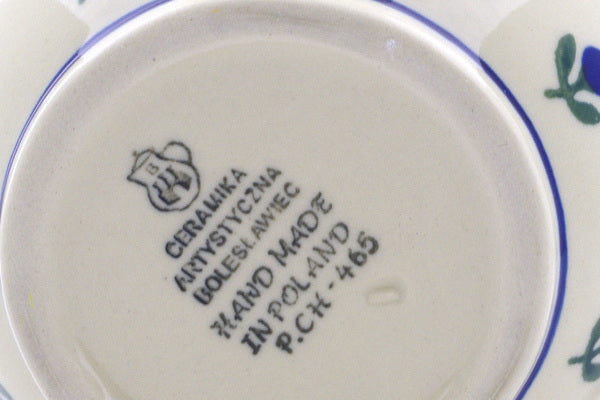 B
CERAMIKA
ARTYSTYCZNA
BOLESŁAWIEC
HAND MADE
IN POLAND
P.CH - 465